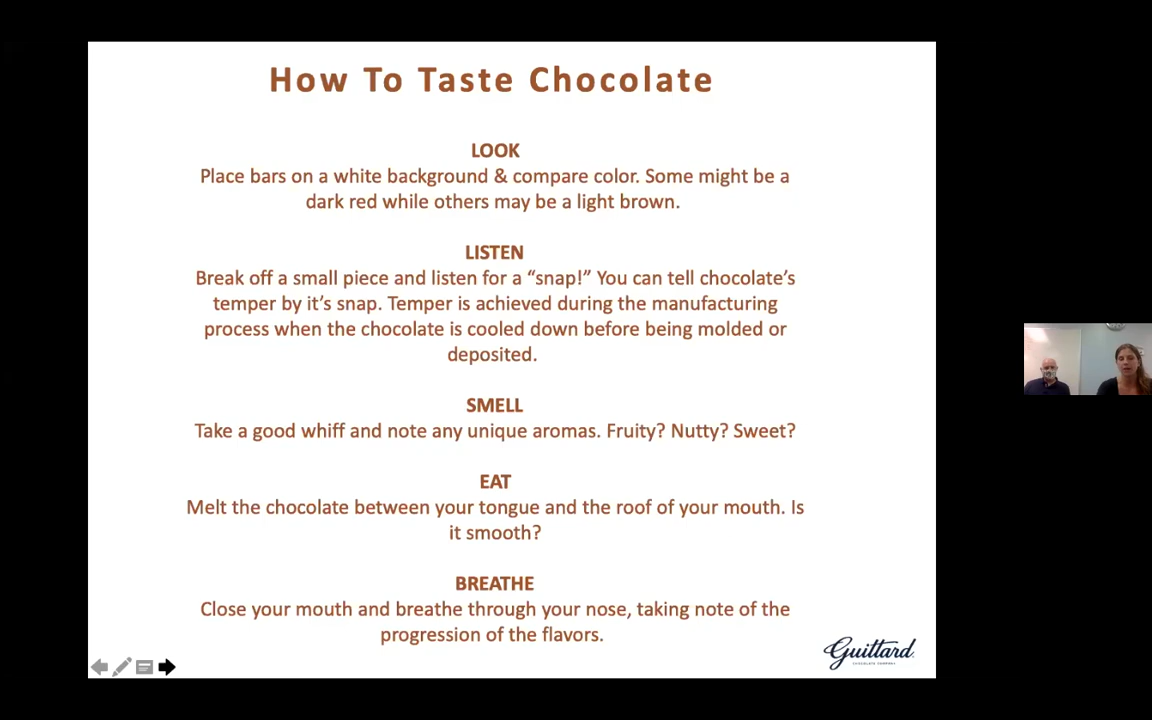 How To Taste Chocolate
LOOK
Place bars on a white background & compare color. Some might be a
dark red while others may be a light brown.
LISTEN
Break off a small piece and listen for a “snap!” You can tell chocolate’s
temper by it’s snap. Temper is achieved during the manufacturing
process when the chocolate is cooled down before being molded or
deposited.
SMELL
Take a good whiff and note any unique aromas. Fruity? Nutty? Sweet?
EAT
Melt the chocolate between your tongue and the roof of your mouth. Is
it smooth?
BREATHE
Close your mouth and breathe through your nose, taking note of the
progression of the flavors.
Guittard
CHOCOLATE COMPANY